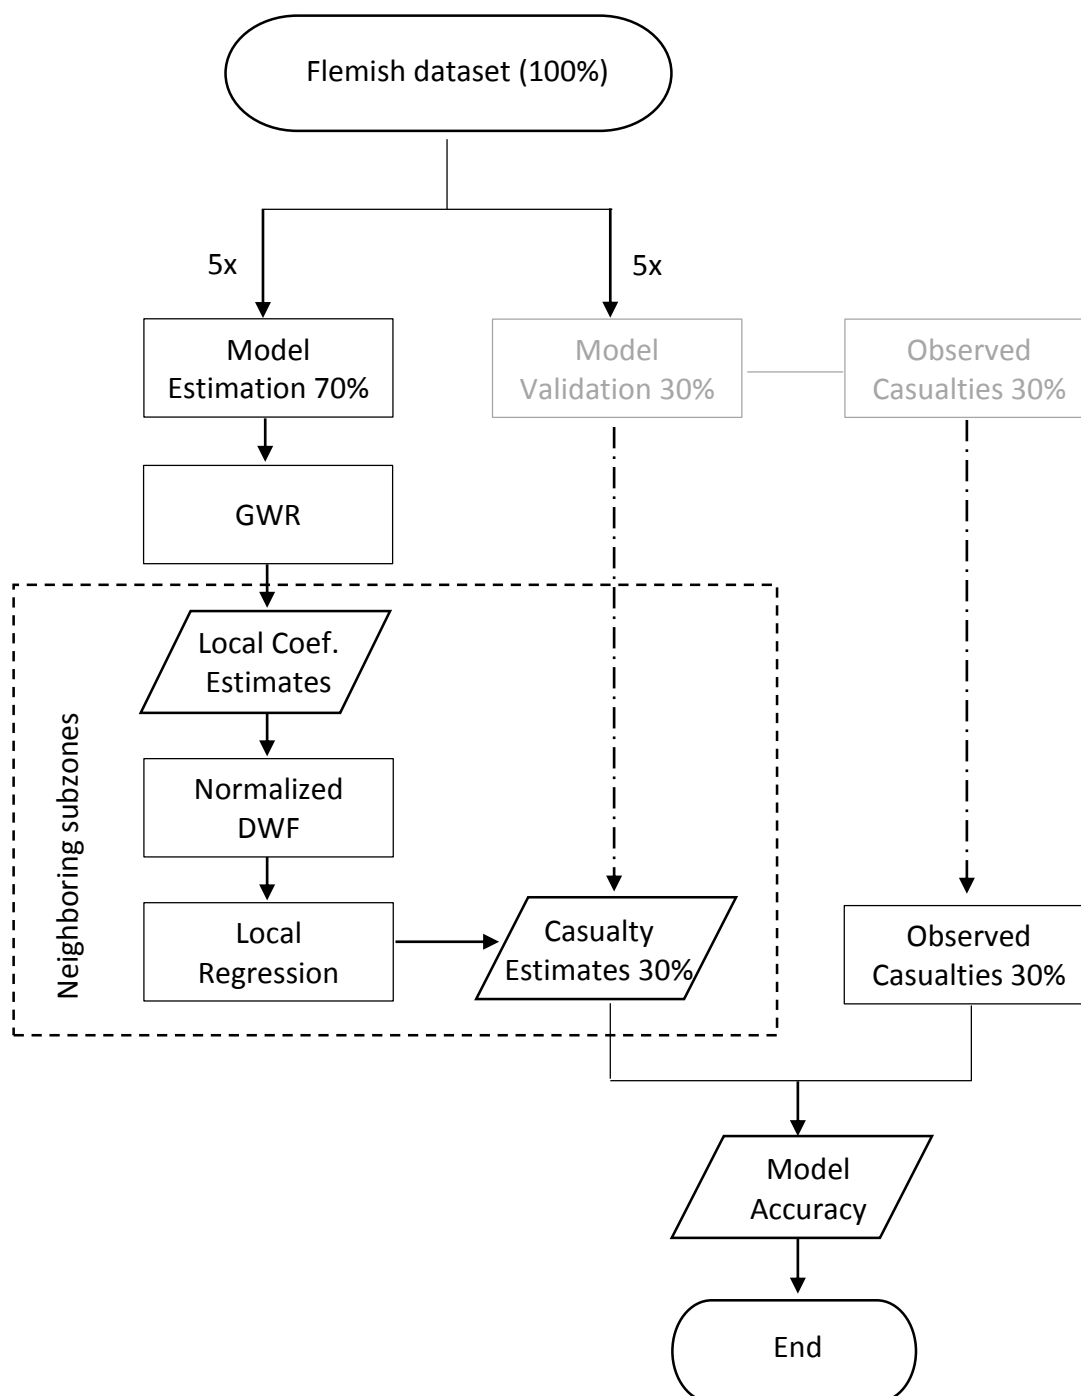 Flemish dataset (100%)
5x
5x
Model
Estimation 70%
Model
Validation 30%
Observed
Casualties 30%
GWR
Neighboring subzones
Local Coef.
Estimates
Normalized
DWF
Local
Regression
Casualty
Estimates 30%
Observed
Casualties 30%
Model
Accuracy
End